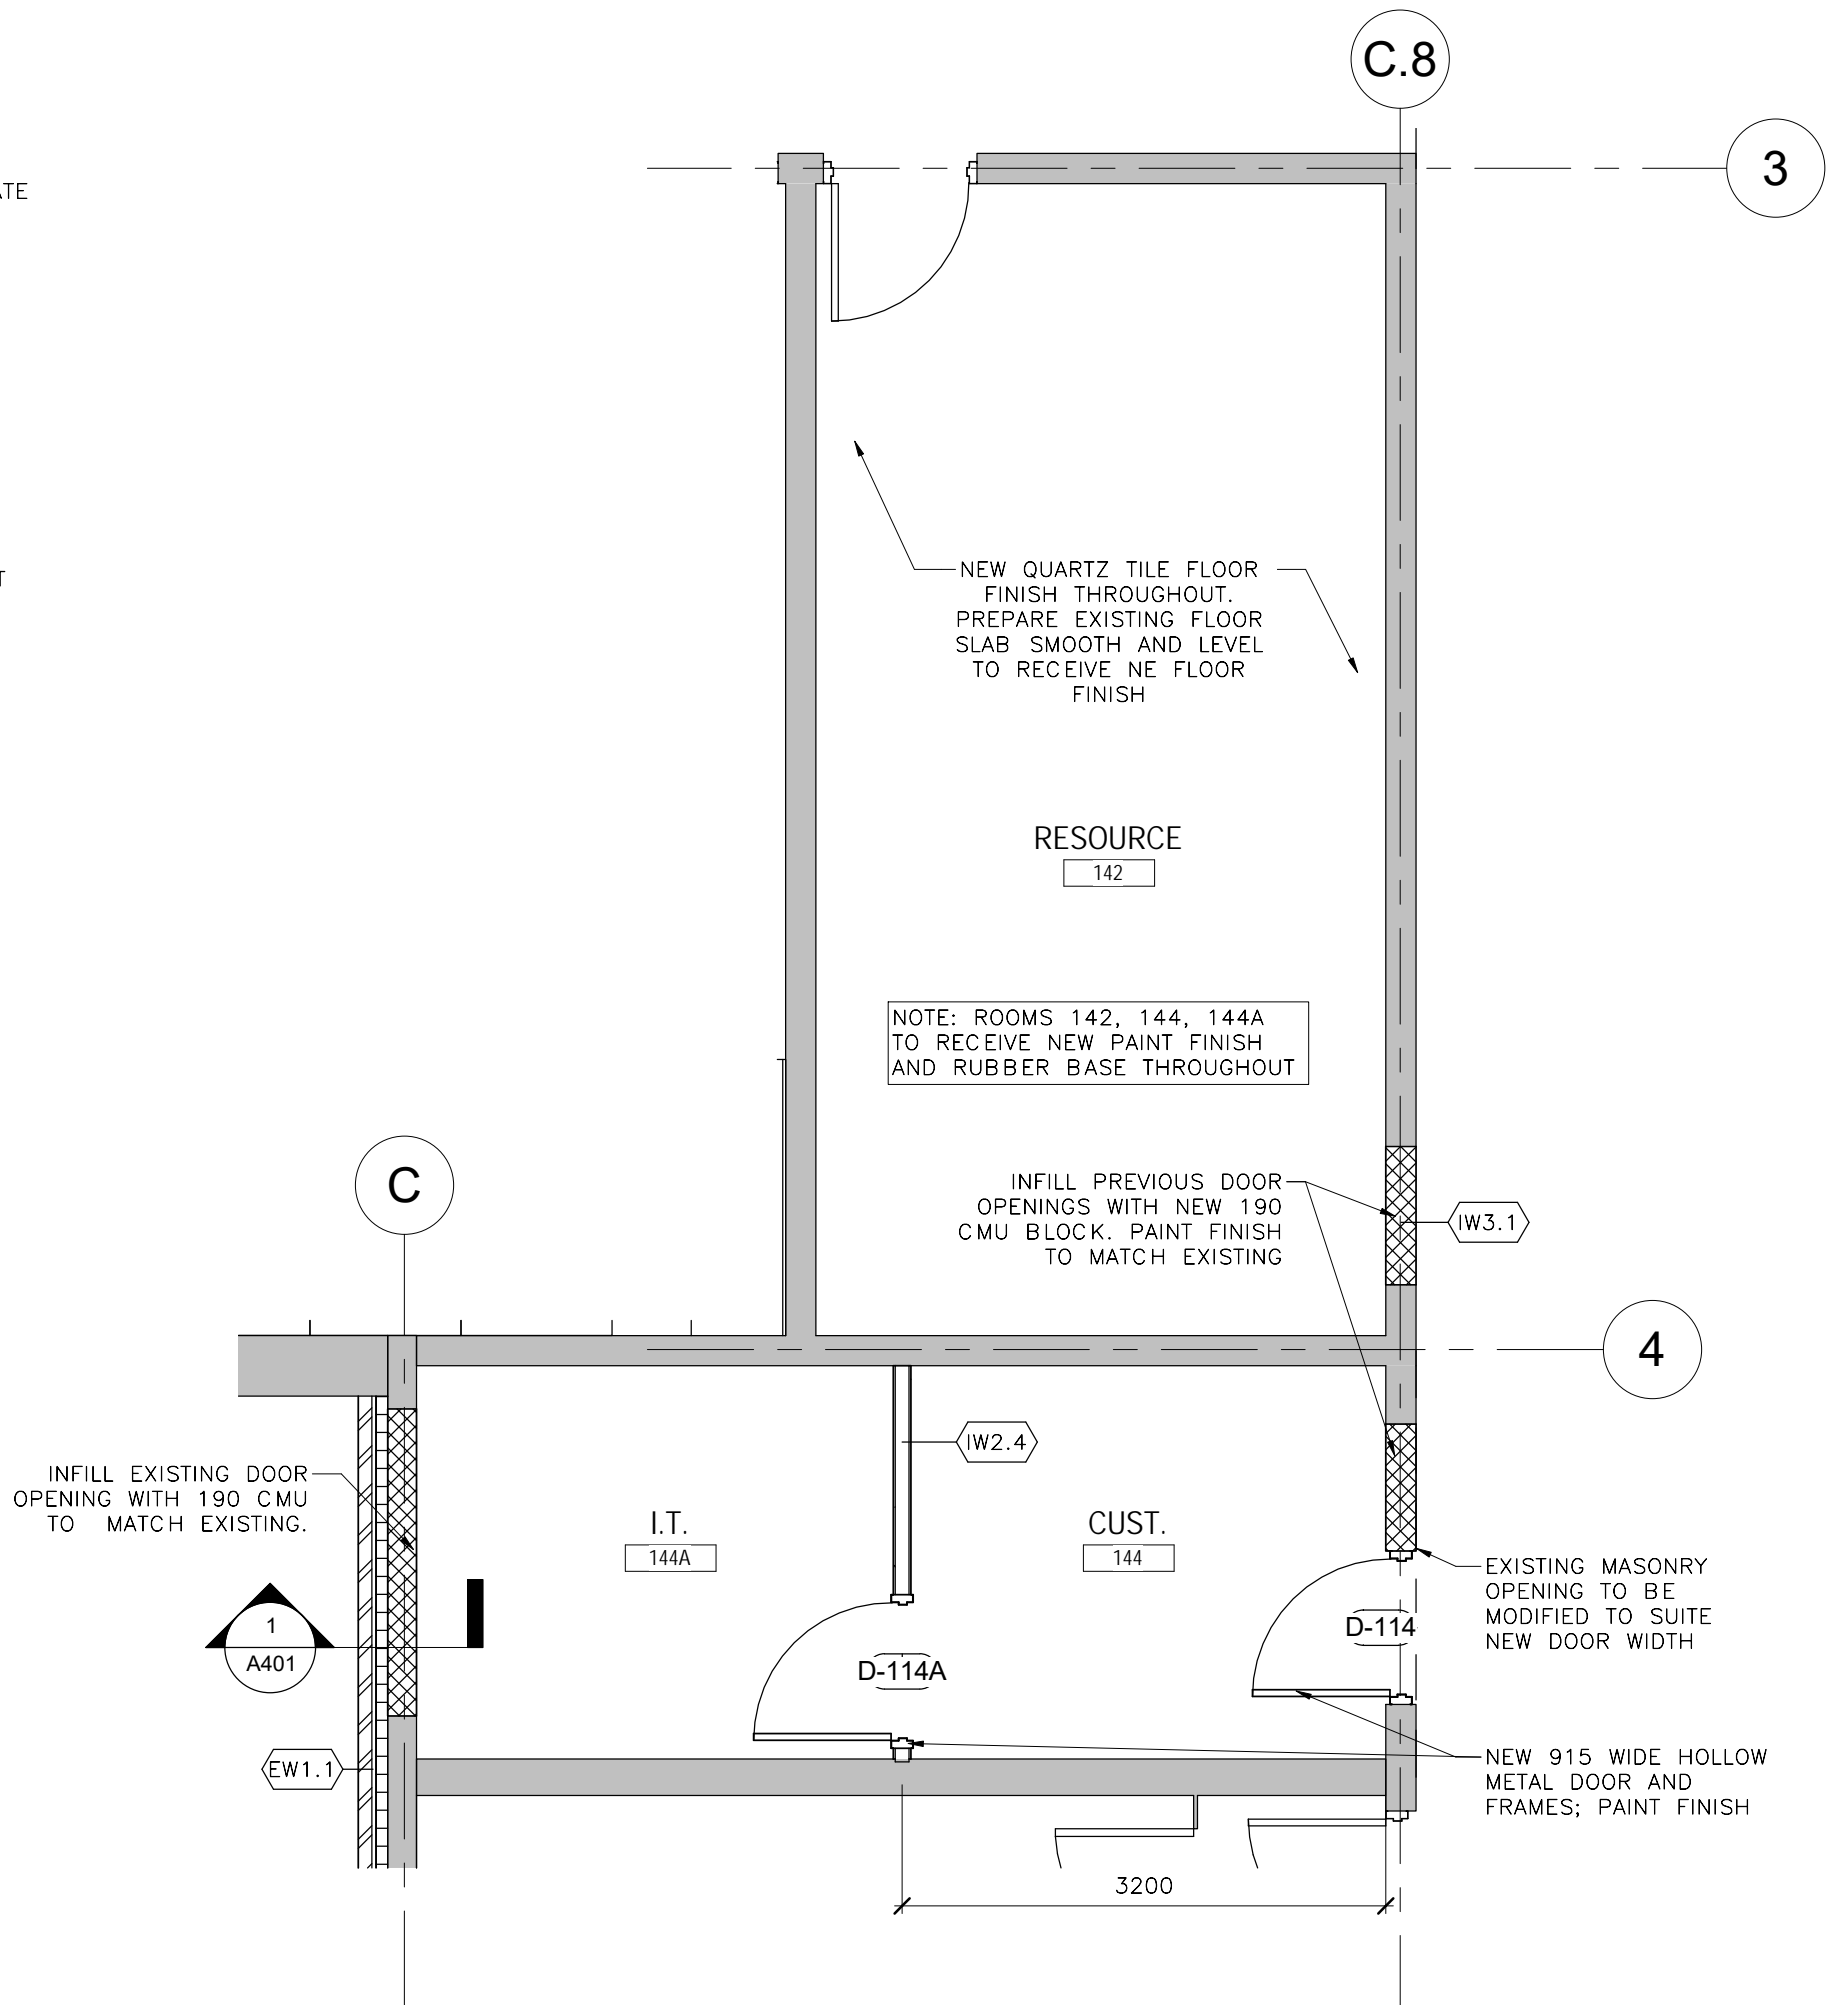 C.8
3
ATE
T
NEW QUARTZ TILE FLOOR
FINISH THROUGHOUT.
PREPARE EXISTING FLOOR
SLAB SMOOTH AND LEVEL
TO RECEIVE NE FLOOR
FINISH
RESOURCE
142
NOTE: ROOMS 142, 144, 144A
TO RECEIVE NEW PAINT FINISH
AND RUBBER BASE THROUGHOUT
C
INFILL PREVIOUS DOOR
OPENINGS WITH NEW 190
CMU BLOCK. PAINT FINISH
TO MATCH EXISTING
IW3.1
4
IW2.4
INFILL EXISTING DOOR
OPENING WITH 190 CMU
TO MATCH EXISTING.
I.T.
144A
CUST.
144
EXISTING MASONRY
OPENING TO BE
MODIFIED TO SUITE
NEW DOOR WIDTH
1
A401
D-114
D-114A
EW1.1
NEW 915 WIDE HOLLOW
METAL DOOR AND
FRAMES; PAINT FINISH
3200